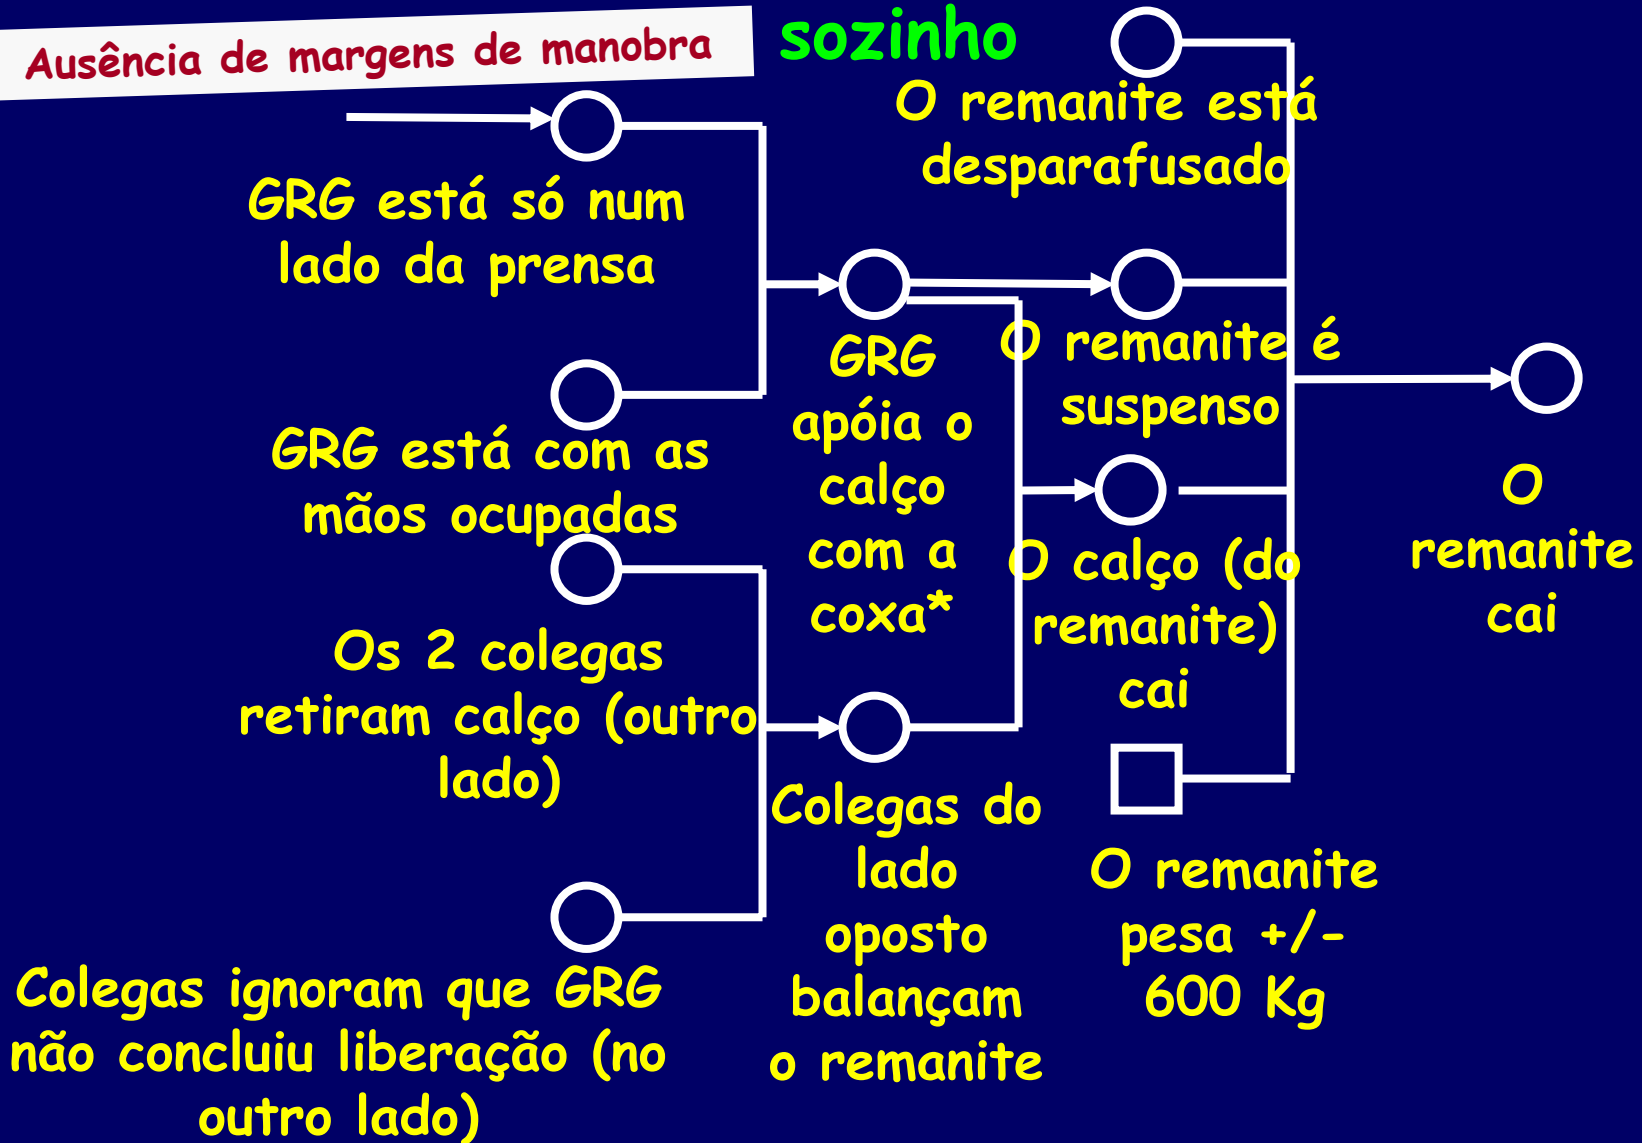 Ausência de margens de manobra
sozinho
O remanite está
desparafusado
GRG está só num
lado da prensa
GRG
apóia o
calço
com a
coxa*
O remanite é
suspenso
GRG está com as
mãos ocupadas
O
remanite
cai
O calço (do
remanite)
cai
Os 2 colegas
retiram calço (outro
lado)
Colegas do
lado
oposto
balançam
o remanite
O remanite
pesa +/-
600 Kg
Colegas ignoram que GRG
não concluiu liberação (no
outro lado)